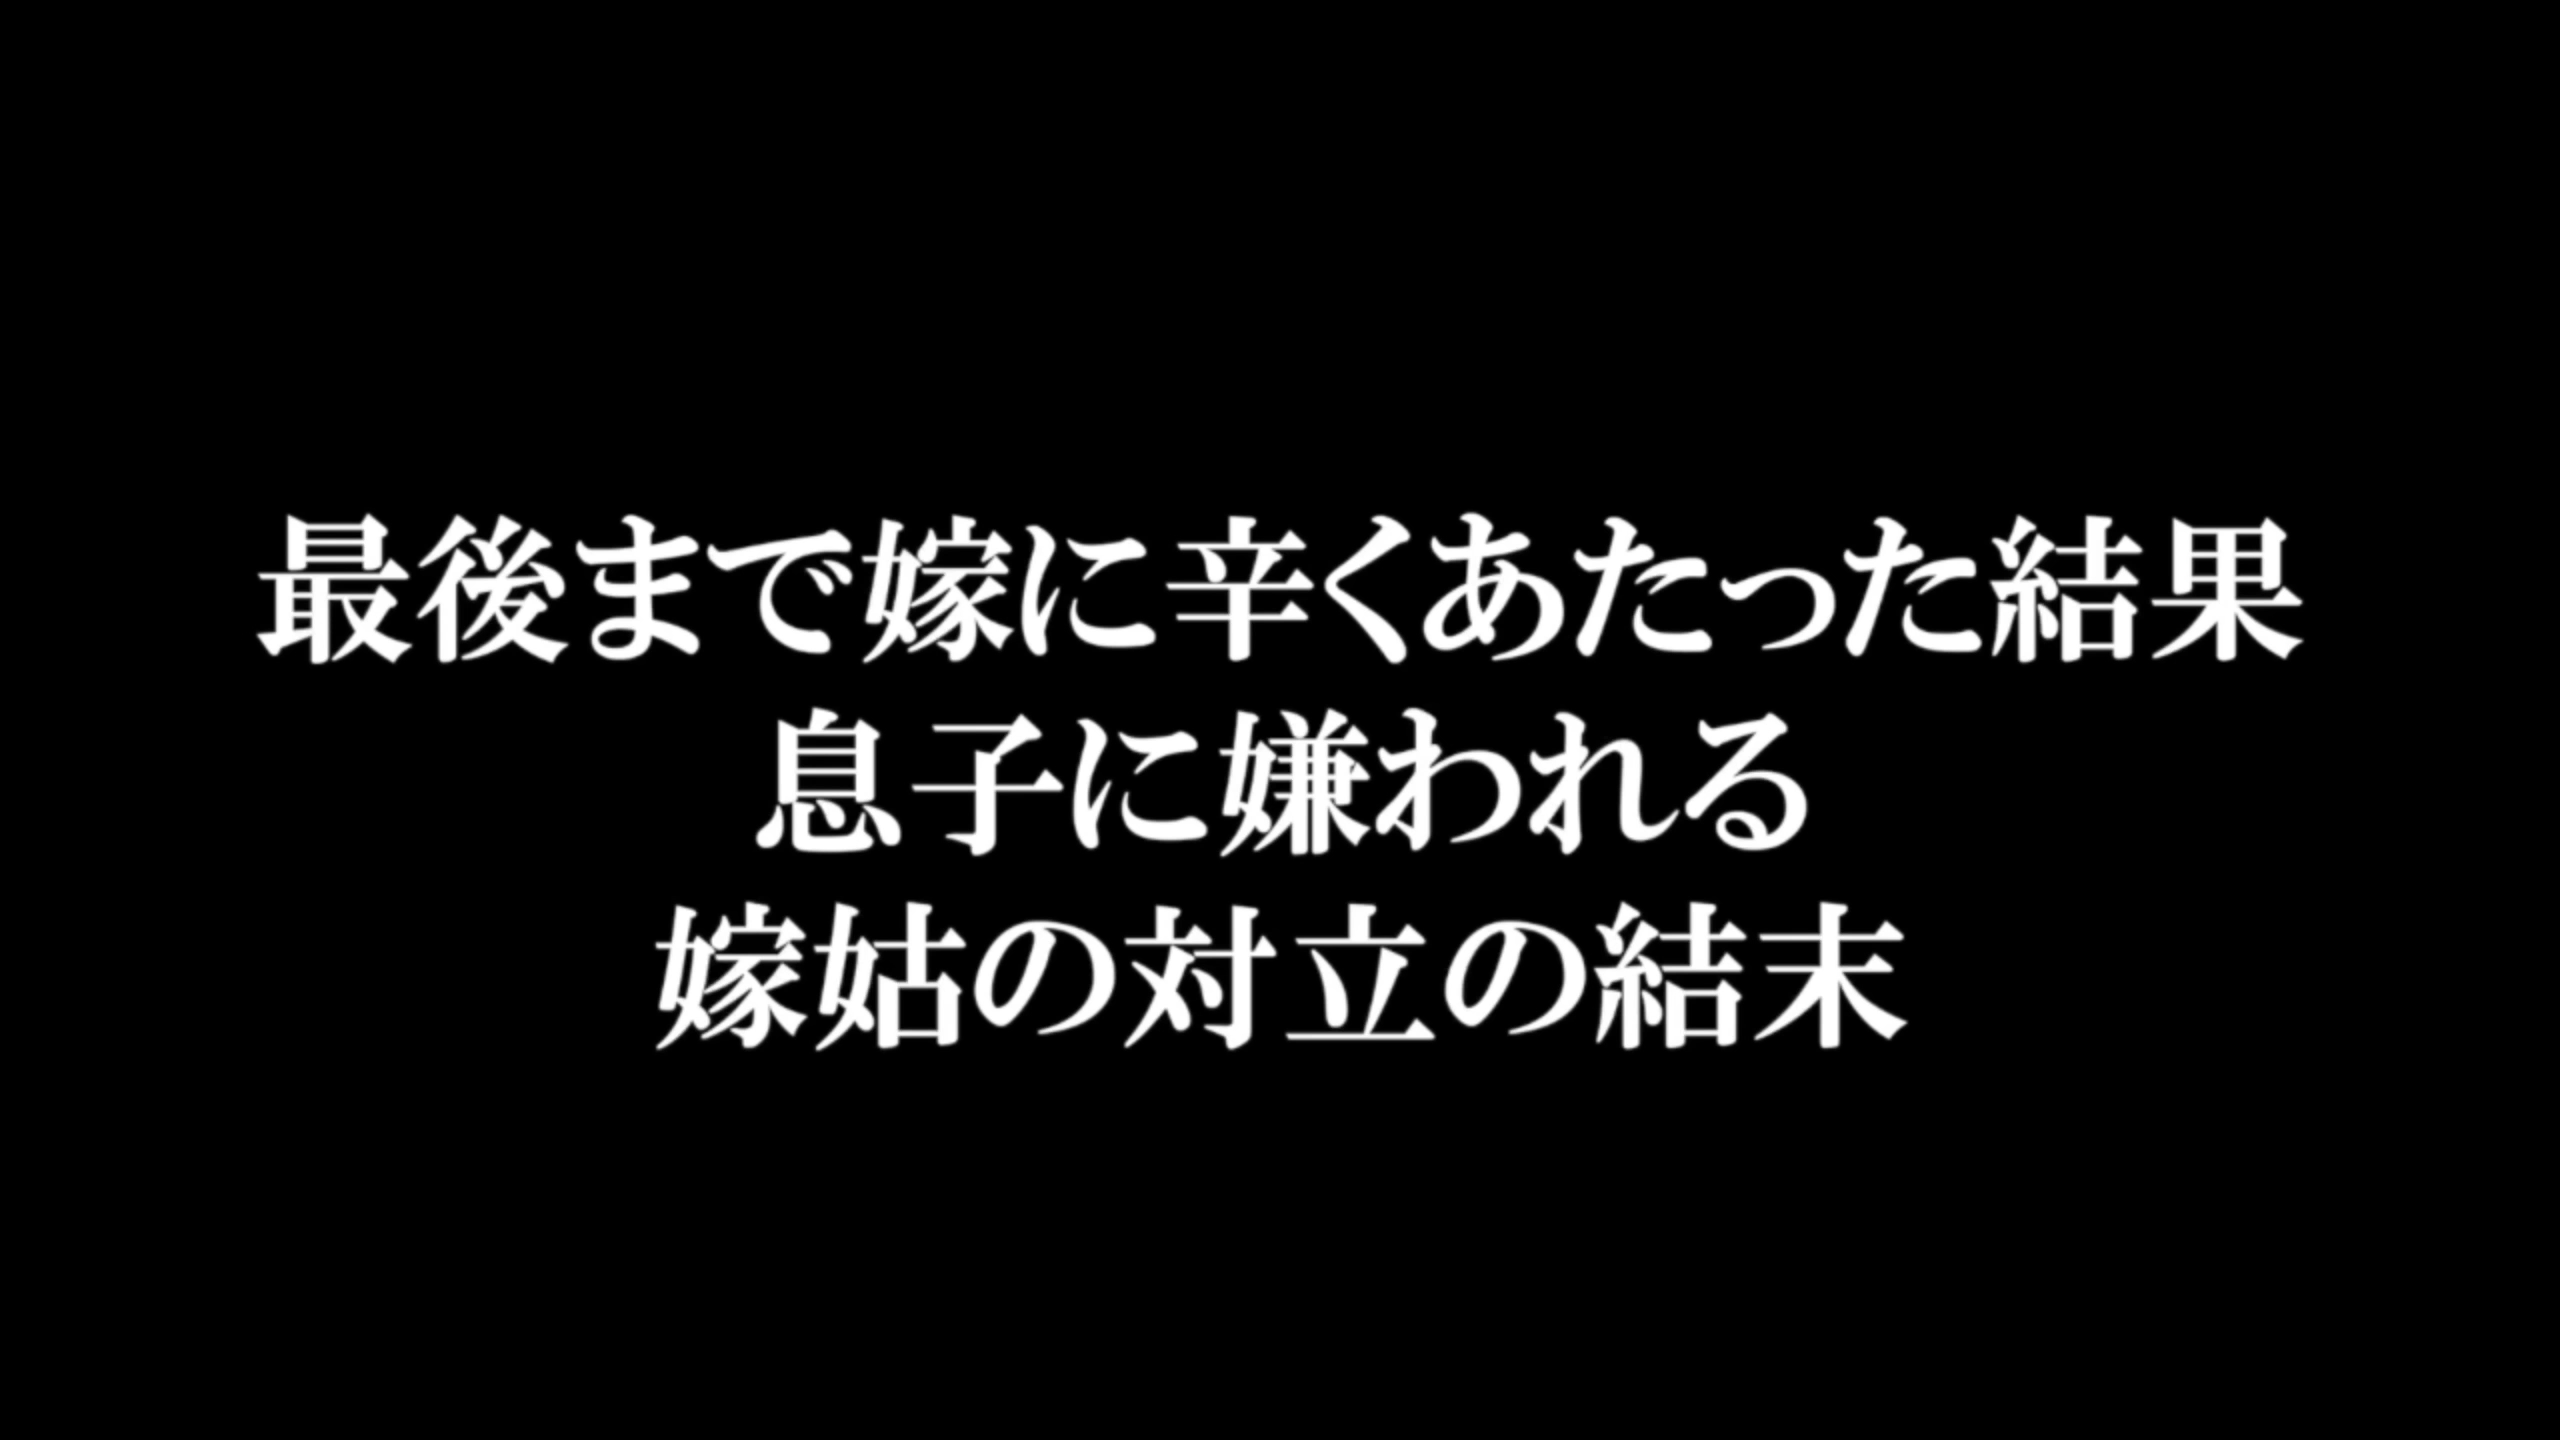 最後まで嫁に辛くあたった結果
息子に嫌われる
嫁姑の対立の結末